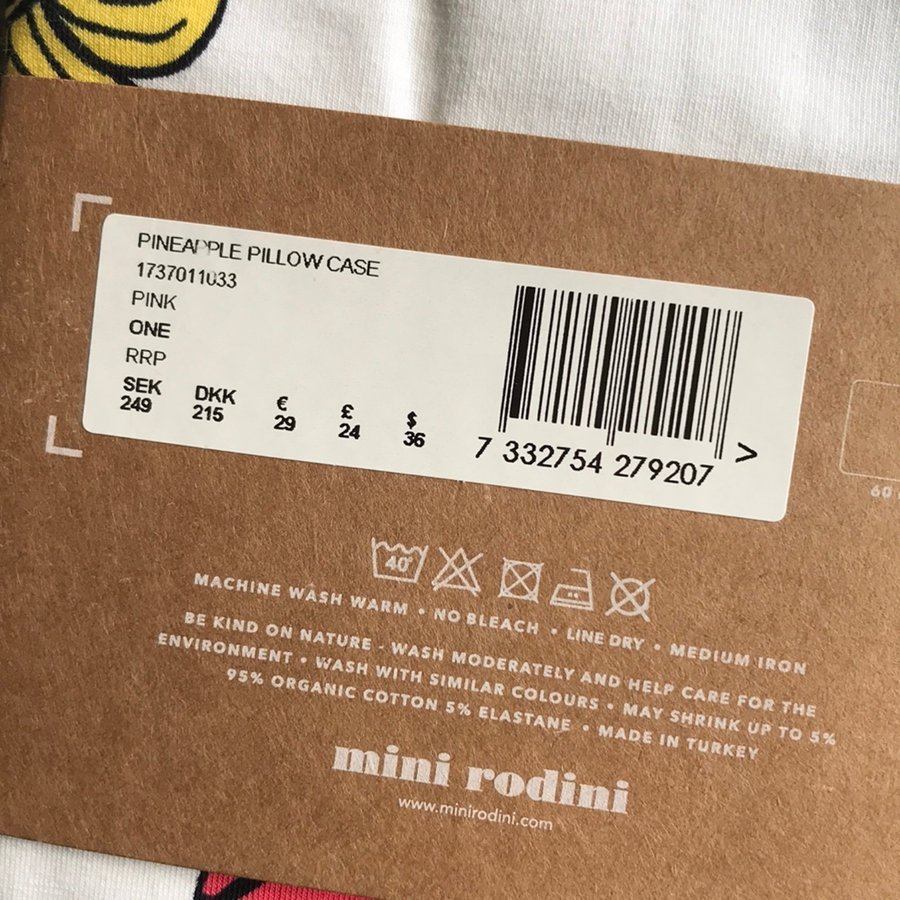 PINEAPPLE PILLOW CASE
1737011033
PINK
ONE
RRP
SEK DKK € £ $
249 215 29 24 36
7 332754 279207 >
40°
MACHINE WASH WARM • NO BLEACH • LINE DRY • MEDIUM IRON
BE KIND ON NATURE - WASH MODERATELY AND HELP CARE FOR THE
ENVIRONMENT • WASH WITH SIMILAR COLOURS • MAY SHRINK UP TO 5%
95% ORGANIC COTTON 5% ELASTANE • MADE IN TURKEY
mini rodini
www.minirodini.com
60